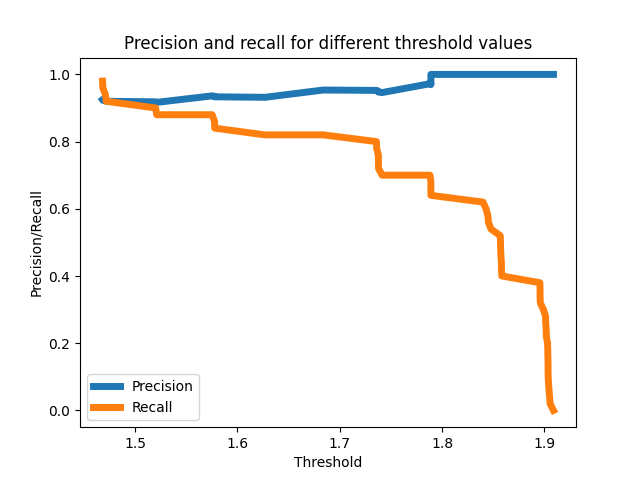 Precision and recall for different threshold values
Precision/Recall
1.0
0.8
0.6
0.4
0.2
0.0
Precision
Recall
1.5 1.6 1.7 1.8 1.9
Threshold